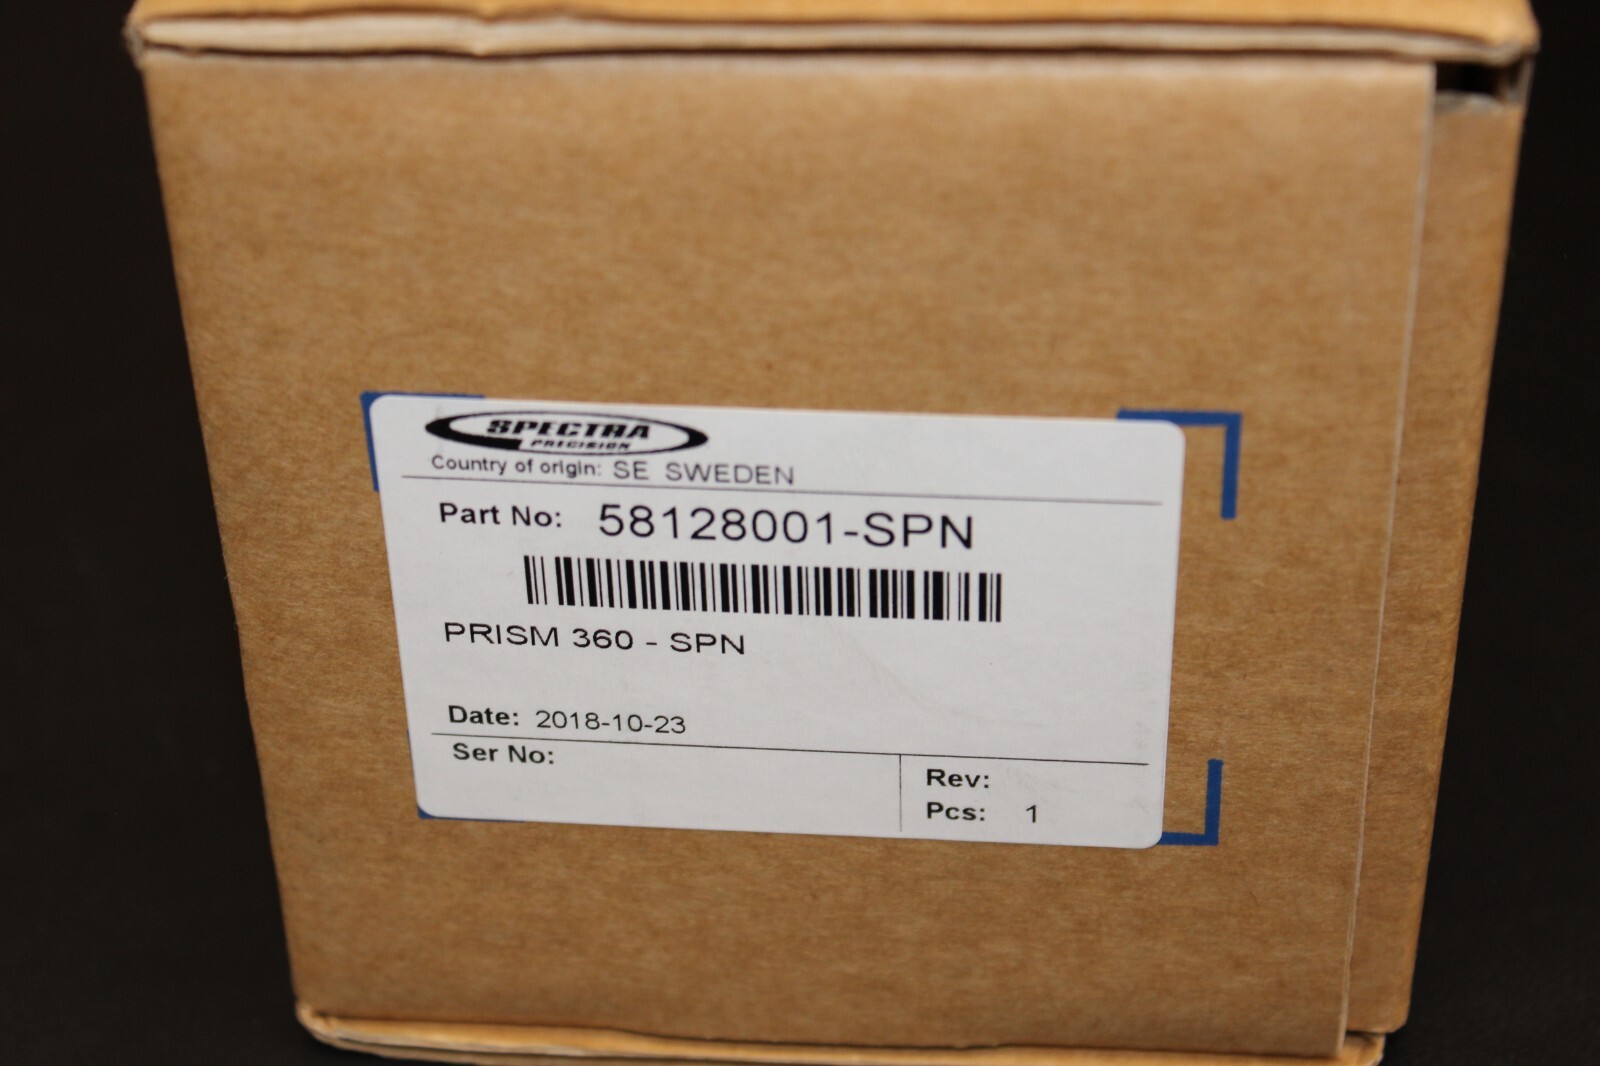 SPECTRA
PRECISION
Country of origin: SE SWEDEN
Part No: 58128001-SPN
PRISM 360 - SPN
Date: 2018-10-23
Ser No:
Rev:
Pcs: 1